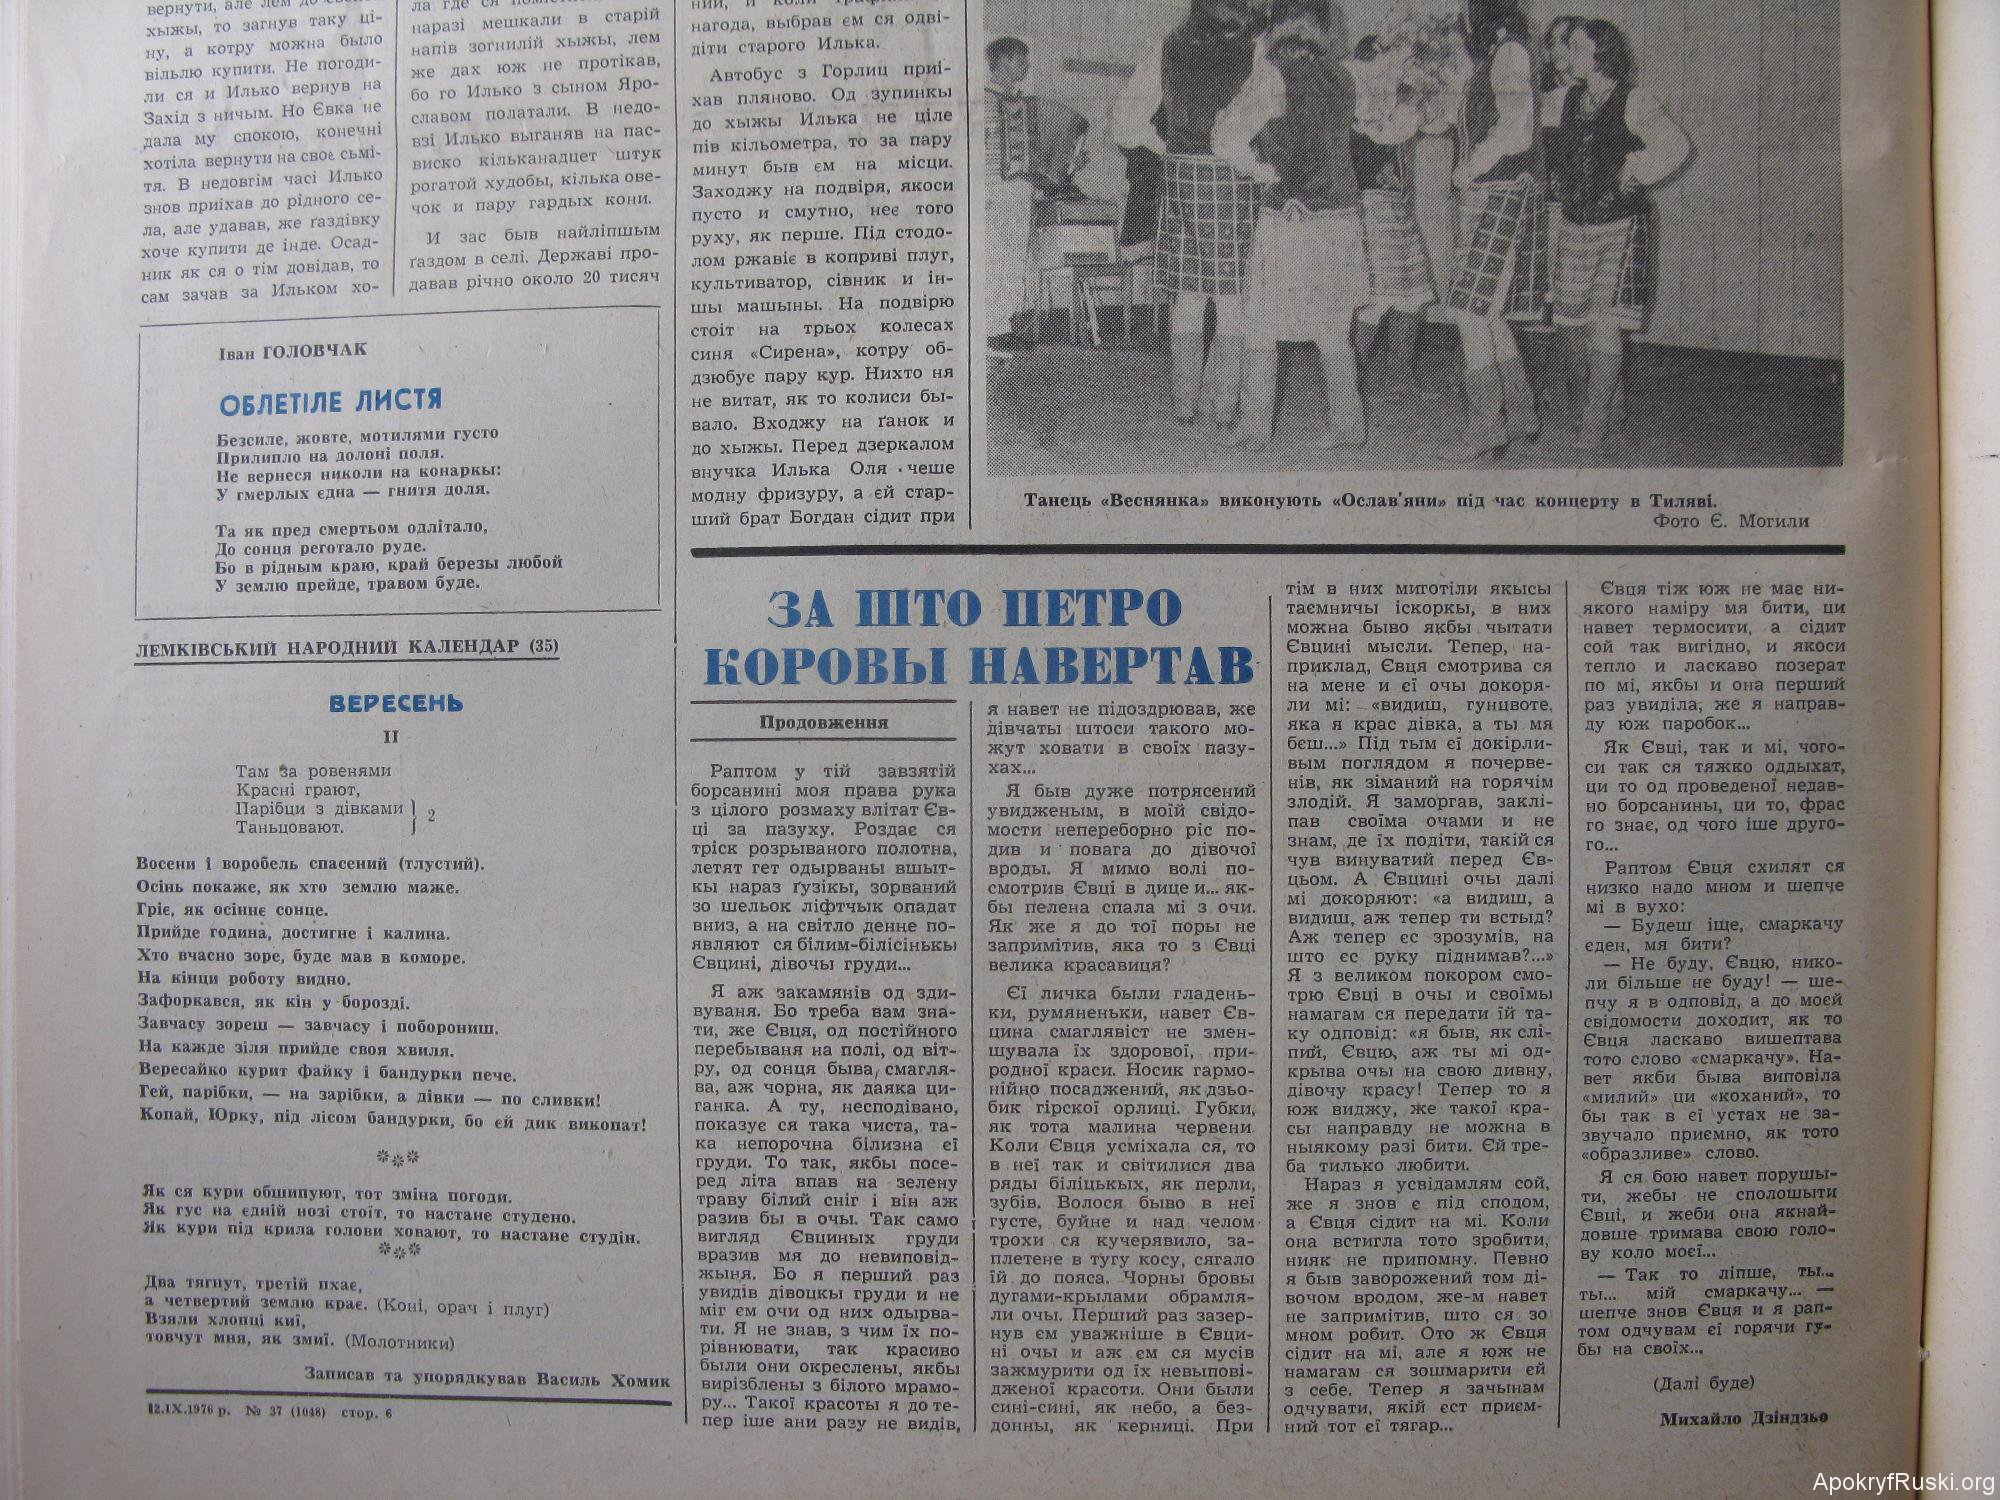 вернути, але лем до своєй
хыжы, то загнув таку ці-
ну, а котру можна было
вільлю купити. Не погоди-
ли ся и Илько вернув на
Захід з ничым. Но Євка не
дала му спокою, конечні
хотіла вернути на своє сьмі-
тя. В недовгім часі Илько
знов приіхав до рідного се-
ла, але удавав, же ґаздівку
хоче купити де інде. Осад-
ник як ся о тім довідав, то
сам зачав за Ильком хо-
наразі мешкали в старій
напів зогнилій хыжы, лем
же дах юж не протікав,
бо го Илько з сыном Яро-
славом полатали. В недо-
взі Илько выганяв на пас-
виско кільканадцет штук
рогатой худобы, кілька ове-
чок и пару гардых кони.
И зас быв найліпшым
ґаздом в селі. Державі про-
давав річно около 20 тисяч
нагода, выбрав єм ся одві-
діти старого Илька.
Автобус з Горлиц приї-
хав пляново. Од зупинкы
до хыжы Илька не ціле
пів кільометра, то за пару
минут быв єм на місци.
Заходжу на подвіря, якоси
пусто и смутно, неє того
руху, як перше. Під стодо-
лом ржавіє в коприві плуг,
культиватор, сівник и ін-
шы машыны. На подвірю
стоіт на трьох колесах
синя «Сирена», котру об-
дзюбує пару кур. Нихто ня
не витат, як то колиси бы-
вало. Входжу на ґанок и
до хыжы. Перед дзеркалом
внучка Илька Оля чеше
модну фризуру, а єй стар-
ший брат Богдан сідит при
Танець «Веснянка» виконують «Ослав'яни» під час концерту в Тиляві.
Фото Є. Могили
Іван ГОЛОВЧАК
ОБЛЕТІЛЕ ЛИСТЯ
Безсиле, жовте, мотилями густо
Прилипло на долоні поля.
Не вернеся николи на конаркы:
У гмерлых єдна — гнитя доля.
Та як пред смертьом одлітало,
До сонця реготало руде.
Бо в рідным краю, край березы любой
У землю прейде, травом буде.
ЛЕМКІВСЬКИЙ НАРОДНИЙ КАЛЕНДАР (35)
ВЕРЕСЕНЬ
II
Там за ровенями
Красні грают,
Парібци з дівками } 2
Таньцовают.
Восени і воробель спасений (тлустий).
Осінь покаже, як хто землю маже.
Гріє, як осіннє сонце.
Прийде година, достигне і калина.
Хто вчасно зоре, буде мав в коморе.
На кінци роботу видно.
Зафоркався, як кін у борозді.
Завчасу зореш — завчасу і поборониш.
На кажде зіля прийде своя хвиля.
Вересайко курит файку і бандурки пече.
Гей, парібки, — на зарібки, а дівки — по сливки!
Копай, Юрку, під лісом бандурки, бо єй дик викопат!
***
Як ся кури обшипуют, тот зміна погоди.
Як гус на єдній нозі стоїт, то настане студено.
Як кури під крила голови ховают, то настане студін.
***
Два тягнут, третій пхає,
а четвертий землю крає. (Коні, орач і плуг)
Взяли хлопці киї,
товчут мня, як змиї. (Молотники)
Записав та упорядкував Василь Хомик
12.IX.1976 р. № 37 (1048) стор. 6
ЗА ШТО ПЕТРО
КОРОВЫ НАВЕРТАВ
Продовження
Раптом у тій завзятій
борсанині моя права рука
з цілого розмаху влітат Єв-
ці за пазуху. Роздає ся
тріск розрываного полотна,
летят гет одырваны вшыт-
кы нараз ґузікы, зорваний
зо шельок ліфтчык опадат
вниз, а на світло денне по-
являют ся білим-білісінькы
Євцині, дівочы груди...
Я аж закамянів од зди-
вуваня. Бо треба вам зна-
ти, же Євця, од постійного
перебываня на полі, од віт-
ру, од сонця быва, смагля-
ва, аж чорна, як даяка ци-
ганка. А ту, несподівано,
показує ся така чиста, та-
ка непорочна білизна єї
груди. То так, якбы посе-
ред літа впав на зелену
траву білий сніг і він аж
разив бы в очы. Так само
вигляд Євциных груди
вразив мя до невиповід-
жыня. Бо я перший раз
увидів дівоцкы груди и не
міг єм очи од них одырва-
ти. Я не знав, з чим їх по-
рівнювати, так красиво
были они окреслены, якбы
вирізблены з білого мрамо-
ру... Такої красоты я до те-
пер іше ани разу не видів,
я навет не підоздрював, же
дівчаты штоси такого мо-
жут ховати в своїх пазу-
хах...
Я быв дуже потрясений
увидженым, в моїй свідо-
мости непереборно ріс по-
див и повага до дівочої
вроды. Я мимо волі по-
смотрив Євці в лице и... як-
бы пелена спала мі з очи.
Як же я до тої поры не
запримітив, яка то з Євці
велика красавиця?
Єї личка были гладень-
ки, румяненьки, навет Єв-
цина смаглявіст не змен-
шувала їх здорової, при-
родної краси. Носик гармо-
нійно посаджений, як дзьо-
бик гірскої орлиці. Губки,
як тота малина червени.
Коли Євця усміхала ся, то
в неї так и світилися два
ряды біліцькых, як перли,
зубів. Волося быво в неї
густе, буйне и над челом
трохи ся кучерявило, за-
плетене в тугу косу, сягало
їй до пояса. Чорны бровы
дугами-крылами обрамля-
ли очы. Перший раз зазер-
нув єм уважніше в Євци-
ні очы и аж єм ся мусів
зажмурити од їх невыпові-
дженої красоти. Они были
сині-сині, як небо, а без-
донны, як керниці. При
тім в них миготіли якысы
таємничы іскоркы, в них
можна быво якбы чытати
Євцині мысли. Тепер, на-
приклад, Євця смотрива ся
на мене и єї очы докоря-
ли мі: «видиш, гунцвоте,
яка я крас дівка, а ты мя
бєш...» Під тым єї докірли-
вым поглядом я почерве-
нів, як зіманий на горячім
злодій. Я заморгав, заклі-
пав своїма очами и не
знам, де їх подіти, такій ся
чув винуватий перед Єв-
цьом. А Євцині очы далі
мі докоряют: «а видиш, а
видиш, аж тепер ти встыд?
Аж тепер єс зрозумів, на
што єс руку піднимав?...»
Я з великом покором смо-
трю Євці в очы и своїмы
намагам ся передати їй та-
ку одповід: «я быв, як слі-
пий, Євцю, аж ты мі од-
крыва очы на свою дивну,
дівочу красу! Тепер то я
юж виджу, же такої кра-
сы направду не можна в
ныякому разі бити. Єй тре-
ба тилько любити.
Нараз я усвідамлям сой,
же я знов є під сподом,
а Євця сідит на мі. Коли
она встигла тото зробити,
нияк не припомну. Певно
я быв заворожений том ді-
вочом вродом, же-м навет
не запримітив, што ся зо
мном робит. Ото ж Євця
сідит на мі, але я юж не
намагам ся зошмарити єй
з себе. Тепер я зачынам
одчувати, якій єст приєм-
ний тот єї тягар...
Євця тіж юж не має ни-
якого наміру мя бити, ци
навет термосити, а сідит
сой так вигідно, и якоси
тепло и ласкаво позерат
по мі, якбы и она перший
раз увиділа, же я направ-
ду юж паробок...
Як Євці, так и мі, чого-
си так ся тяжко оддыхат,
ци то од проведеної недав-
но борсанины, ци то, фрас
го знає, од чого іше друго-
го...
Раптом Євця схилят ся
низко надо мном и шепче
мі в вухо:
— Будеш іще, смаркачу
єден, мя бити?
— Не буду, Євцю, нико-
ли більше не буду! — ше-
пчу я в одповід, а до моєй
свідомости доходит, як то
Євця ласкаво вишептава
тото слово «смаркачу». На-
вет якби быва виповіла
«милий» ци «коханий», то
бы так в єї устах не за-
звучало приємно, як тото
«образливе» слово.
Я ся бою навет порушы-
ти, жебы не сполошыти
Євці, и жеби она якнай-
довше тримава свою голо-
ву коло моєї...
— Так то ліпше, ты...
ты... мій смаркачу... —
шепче знов Євця и я рап-
том одчувам єї горячи гу-
бы на своїх...
(Далі буде)
Михайло Дзіндзьо
ApokryfRuski.org